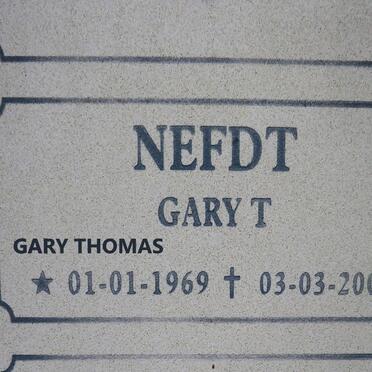 NEFDT
GARY T
GARY THOMAS
★ 01-01-1969 † 03-03-200